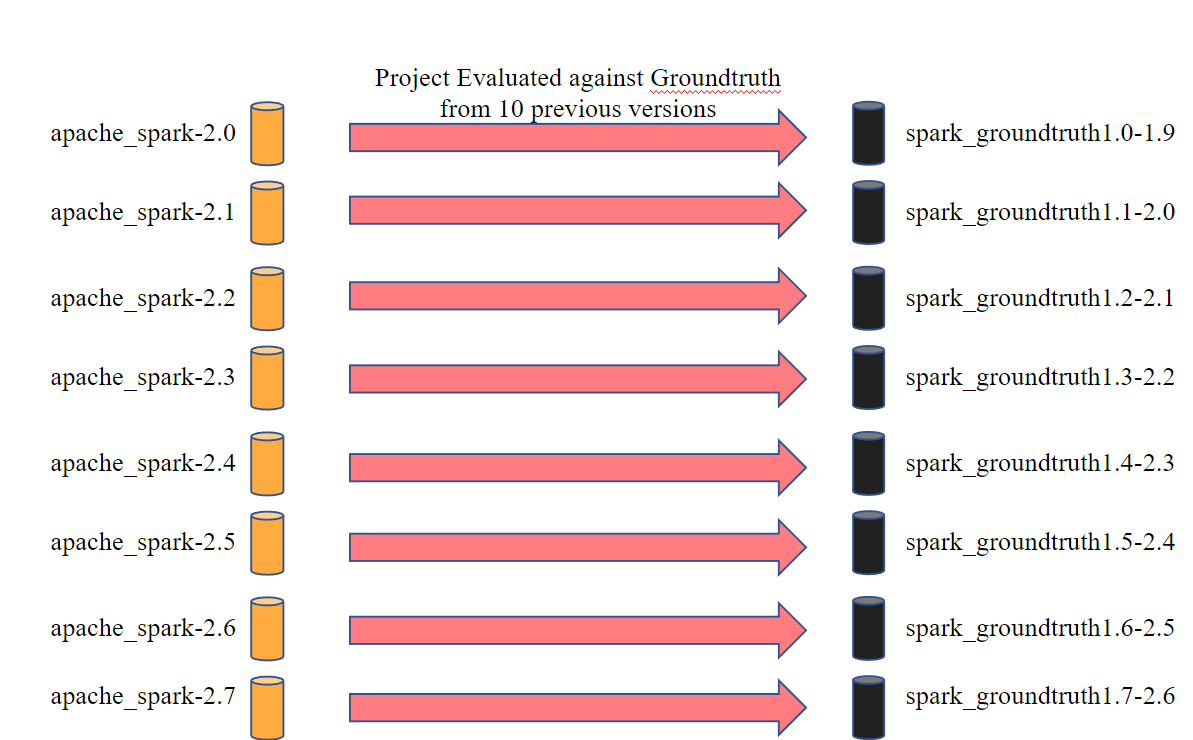 Project Evaluated against Groundtruth
from 10 previous versions
apache_spark-2.0 spark_groundtruth1.0-1.9
apache_spark-2.1 spark_groundtruth1.1-2.0
apache_spark-2.2 spark_groundtruth1.2-2.1
apache_spark-2.3 spark_groundtruth1.3-2.2
apache_spark-2.4 spark_groundtruth1.4-2.3
apache_spark-2.5 spark_groundtruth1.5-2.4
apache_spark-2.6 spark_groundtruth1.6-2.5
apache_spark-2.7 spark_groundtruth1.7-2.6